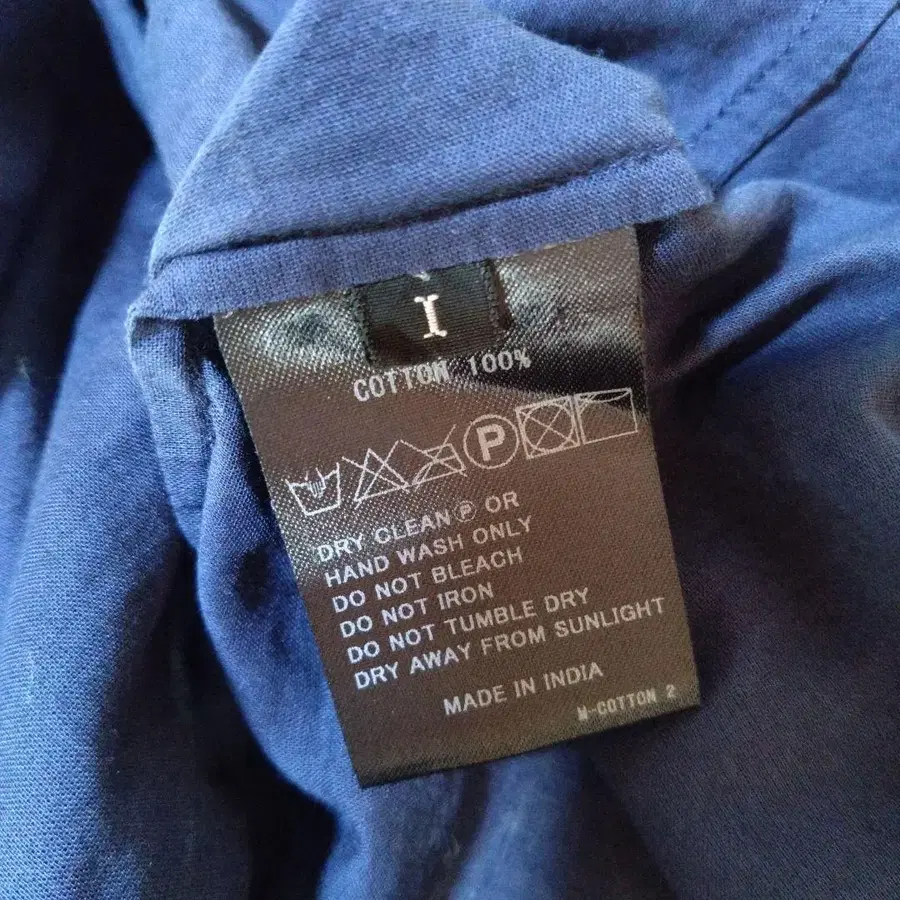 I
COTTON 100%
P
DRY CLEAN Ⓟ OR
HAND WASH ONLY
DO NOT BLEACH
DO NOT IRON
DO NOT TUMBLE DRY
DRY AWAY FROM SUNLIGHT
MADE IN INDIA
M-COTTON 2